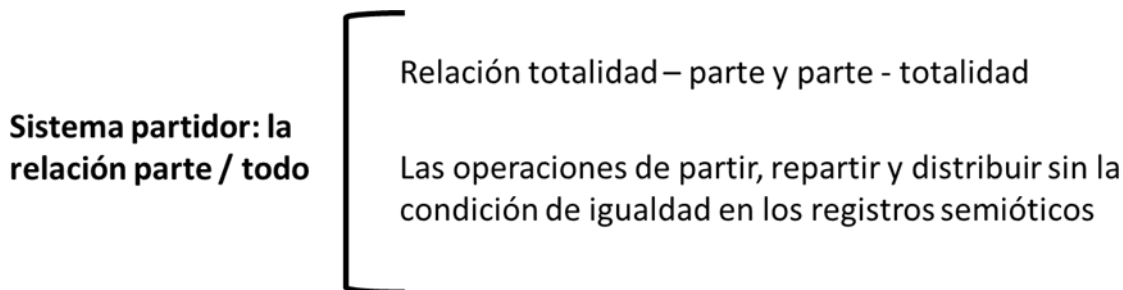 Sistema partidor: la
relación parte / todo
Relación totalidad – parte y parte - totalidad
Las operaciones de partir, repartir y distribuir sin la
condición de igualdad en los registros semióticos